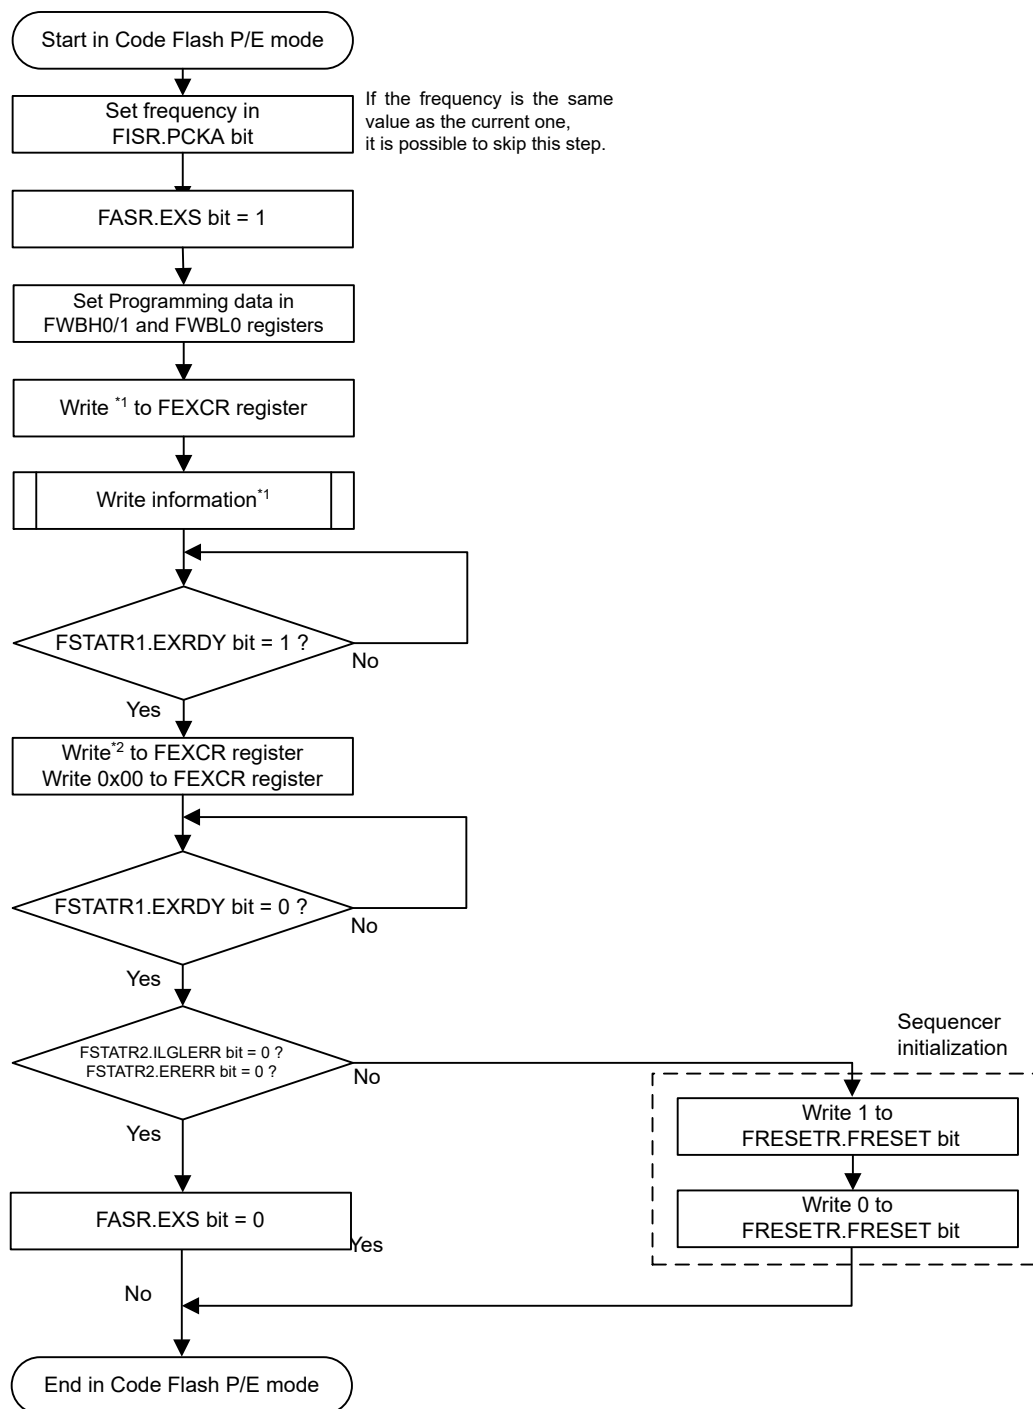 Start in Code Flash P/E mode
Set frequency in
FISR.PCKA bit
If the frequency is the same
value as the current one,
it is possible to skip this step.
FASR.EXS bit = 1
Set Programming data in
FWBH0/1 and FWBL0 registers
Write *1 to FEXCR register
Write information*1
FSTATR1.EXRDY bit = 1 ?
No
Yes
Write*2 to FEXCR register
Write 0x00 to FEXCR register
FSTATR1.EXRDY bit = 0 ?
No
Yes
FSTATR2.ILGLERR bit = 0 ?
FSTATR2.ERERR bit = 0 ?
No
Yes
Sequencer
initialization
Write 1 to
FRESETR.FRESET bit
Write 0 to
FRESETR.FRESET bit
FASR.EXS bit = 0
Yes
No
End in Code Flash P/E mode